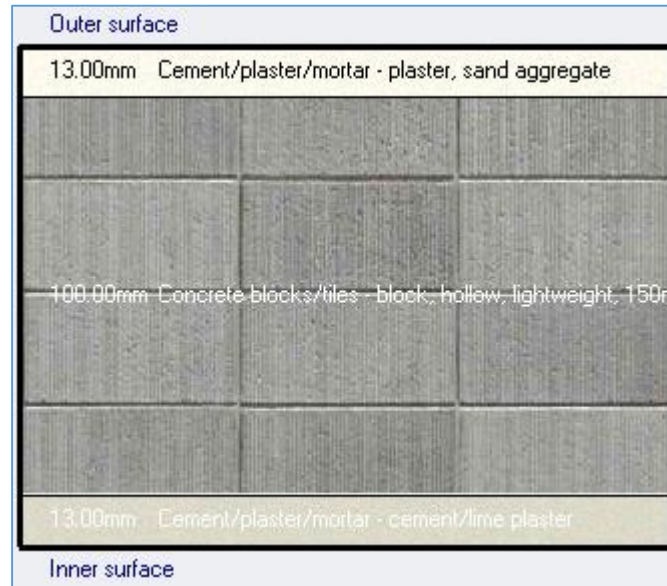 Outer surface
13.00mm Cement/plaster/mortar - plaster, sand aggregate
100.00mm Concrete blocks/tiles - block, hollow, lightweight, 150m
13.00mm Cement/plaster/mortar - cement/lime plaster
Inner surface